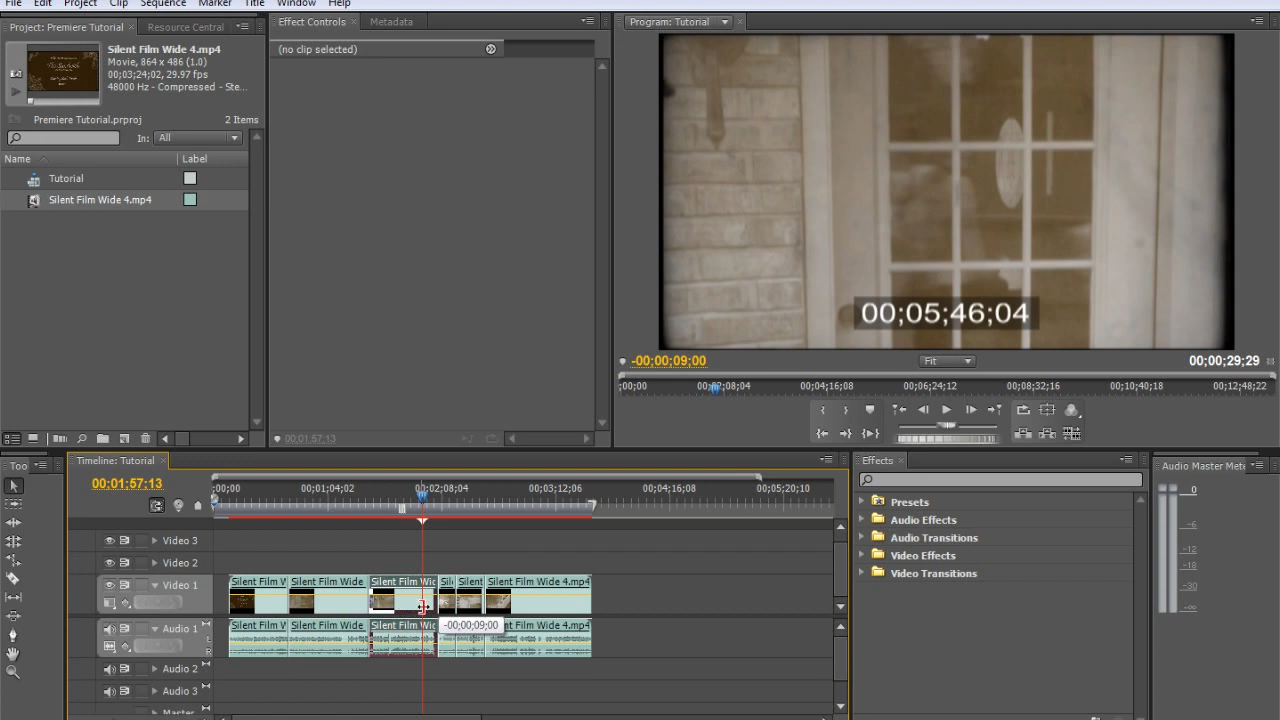 File Edit Project Clip Sequence Marker Title Window Help
Project: Premiere Tutorial × Resource Central
Silent Film Wide 4.mp4
Movie, 864 x 486 (1.0)
00;03;24;02, 29.97 fps
48000 Hz - Compressed - Ste...
Premiere Tutorial.prproj 2 Items
In: All
Name Label
Tutorial
Silent Film Wide 4.mp4
Effect Controls × Metadata
(no clip selected)
00;01;57;13
Program: Tutorial ×
00;05;46;04
-00;00;09;00 Fit 00;00;29;29
;00;00 00;02;08;04 00;04;16;08 00;06;24;12 00;08;32;16 00;10;40;18 00;12;48;22
Too
Timeline: Tutorial ×
00;01;57;13
;00;00 00;01;04;02 00;02;08;04 00;03;12;06 00;04;16;08 00;05;20;10
Video 3
Video 2
Video 1
Silent Film W Silent Film Wide Silent Film Wid Sil Silent Silent Film Wide 4.mp4
Audio 1
Silent Film W Silent Film Wide Silent Film Wid -00;00;09;00 nt Film Wide 4.mp4
L
R
Audio 2
Audio 3
Master
Effects ×
Presets
Audio Effects
Audio Transitions
Video Effects
Video Transitions
Audio Master Mete
0
-6
-12
-18
-30
-∞